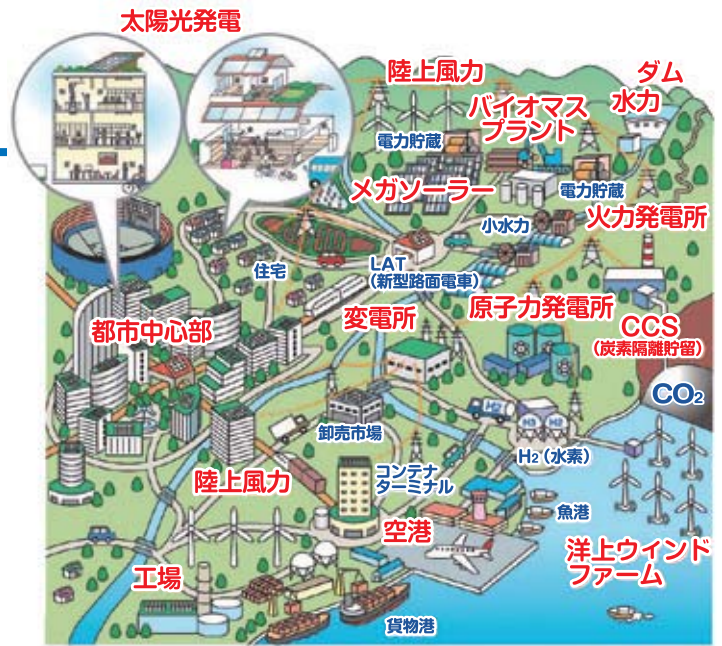 太陽光発電
陸上風力
ダム
水力
バイオマス
プラント
電力貯蔵
電力貯蔵
メガソーラー
小水力
火力発電所
住宅
LAT
(新型路面電車)
都市中心部
変電所
原子力発電所
CCS
(炭素隔離貯留)
CO2
H2
H2
H2
卸売市場
H2(水素)
陸上風力
コンテナ
ターミナル
魚港
空港
洋上ウィンド
ファーム
工場
貨物港